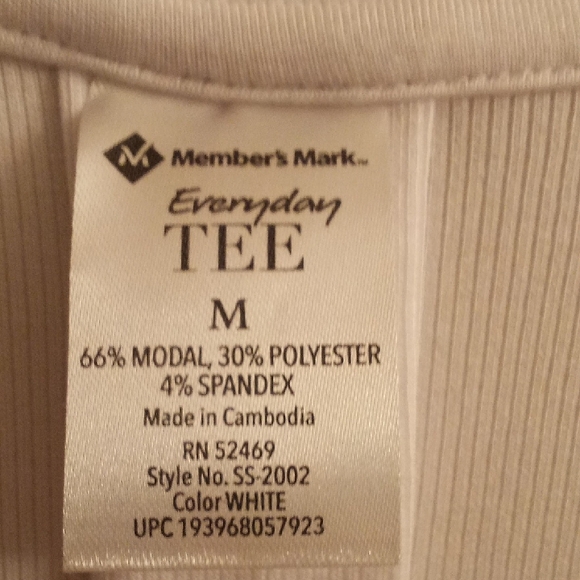 Member's Mark™
Everyday
TEE
M
66% MODAL, 30% POLYESTER
4% SPANDEX
Made in Cambodia
RN 52469
Style No. SS-2002
Color WHITE
UPC 193968057923